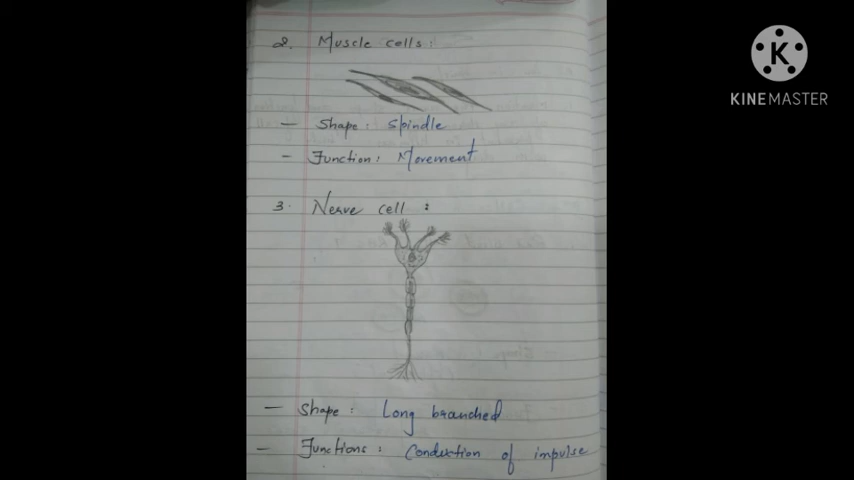 2. Muscle cells:
- Shape: Spindle
- Function: Movement
3. Nerve cell :
- Shape : Long branched
- Functions : Conduction of impulse
K
KINEMASTER